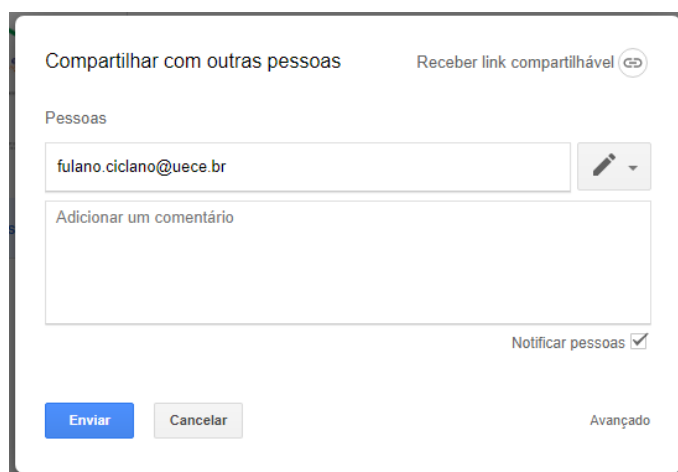 Compartilhar com outras pessoas
Receber link compartilhável
Pessoas
fulano.ciclano@uece.br
Adicionar um comentário
Notificar pessoas
Enviar
Cancelar
Avançado